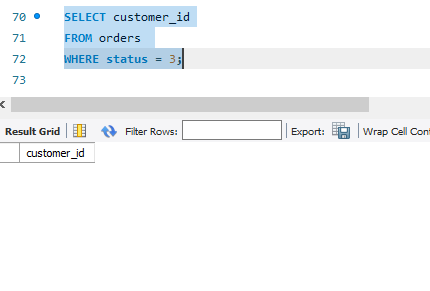 70 SELECT customer_id
71 FROM orders
72 WHERE status = 3;
73
Result Grid Filter Rows: Export: Wrap Cell Cont
customer_id